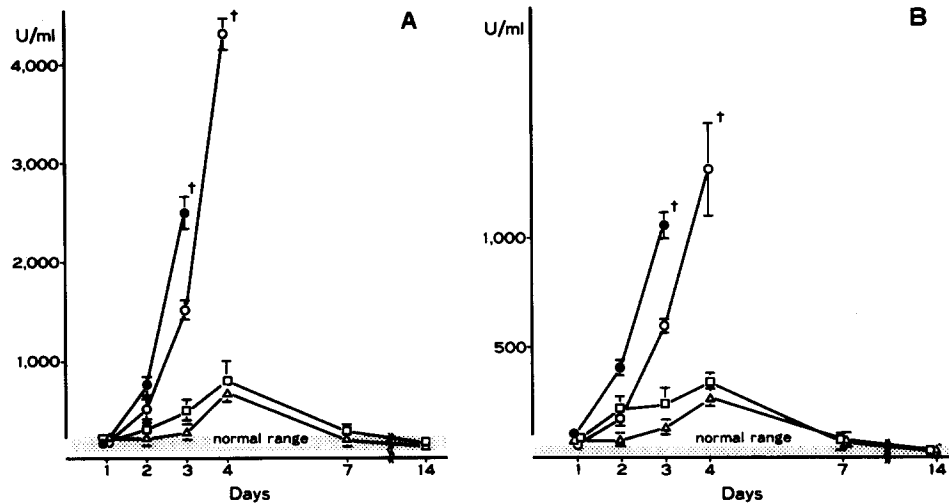 A
U/ml
4,000
3,000
2,000
1,000
†
†
normal range
1 2 3 4 7 14
Days
B
U/ml
1,000
500
†
†
normal range
1 2 3 4 7 14
Days